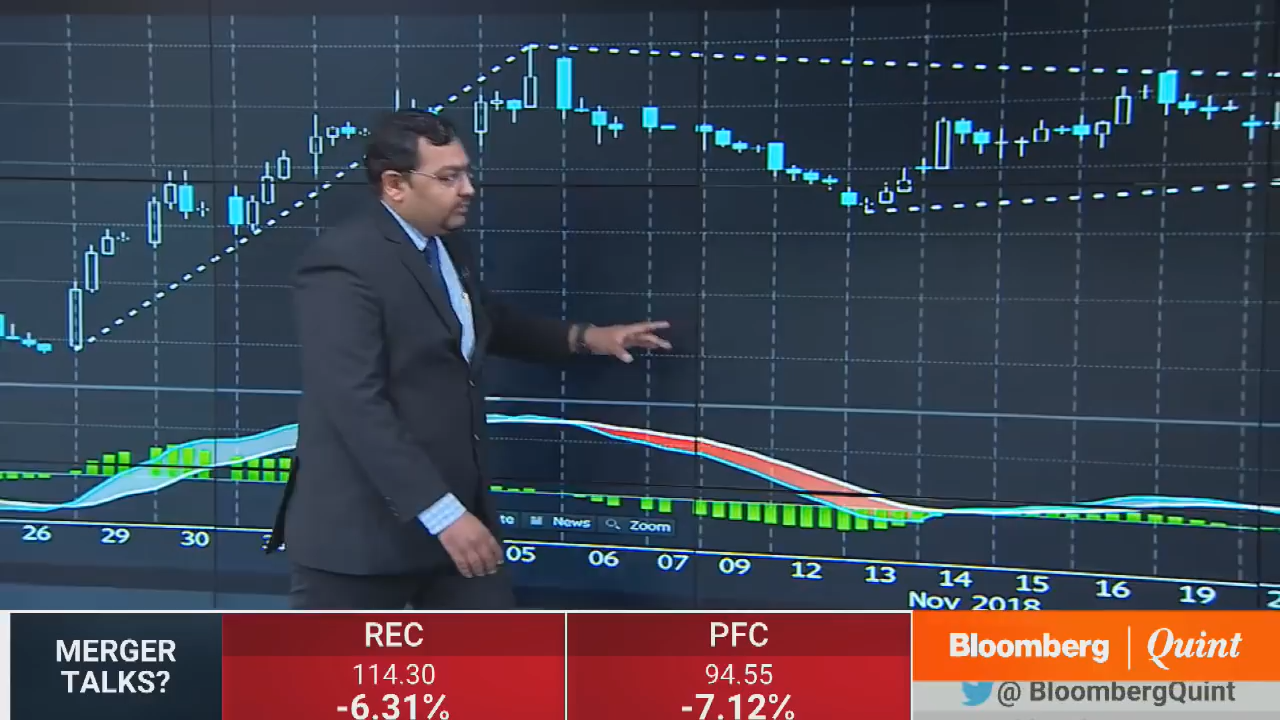 te News Zoom
26 29 30 05 06 07 09 12 13 14 15 16 19
Nov 2018
MERGER
TALKS?
REC
114.30
-6.31%
PFC
94.55
-7.12%
Bloomberg | Quint
@ BloombergQuint